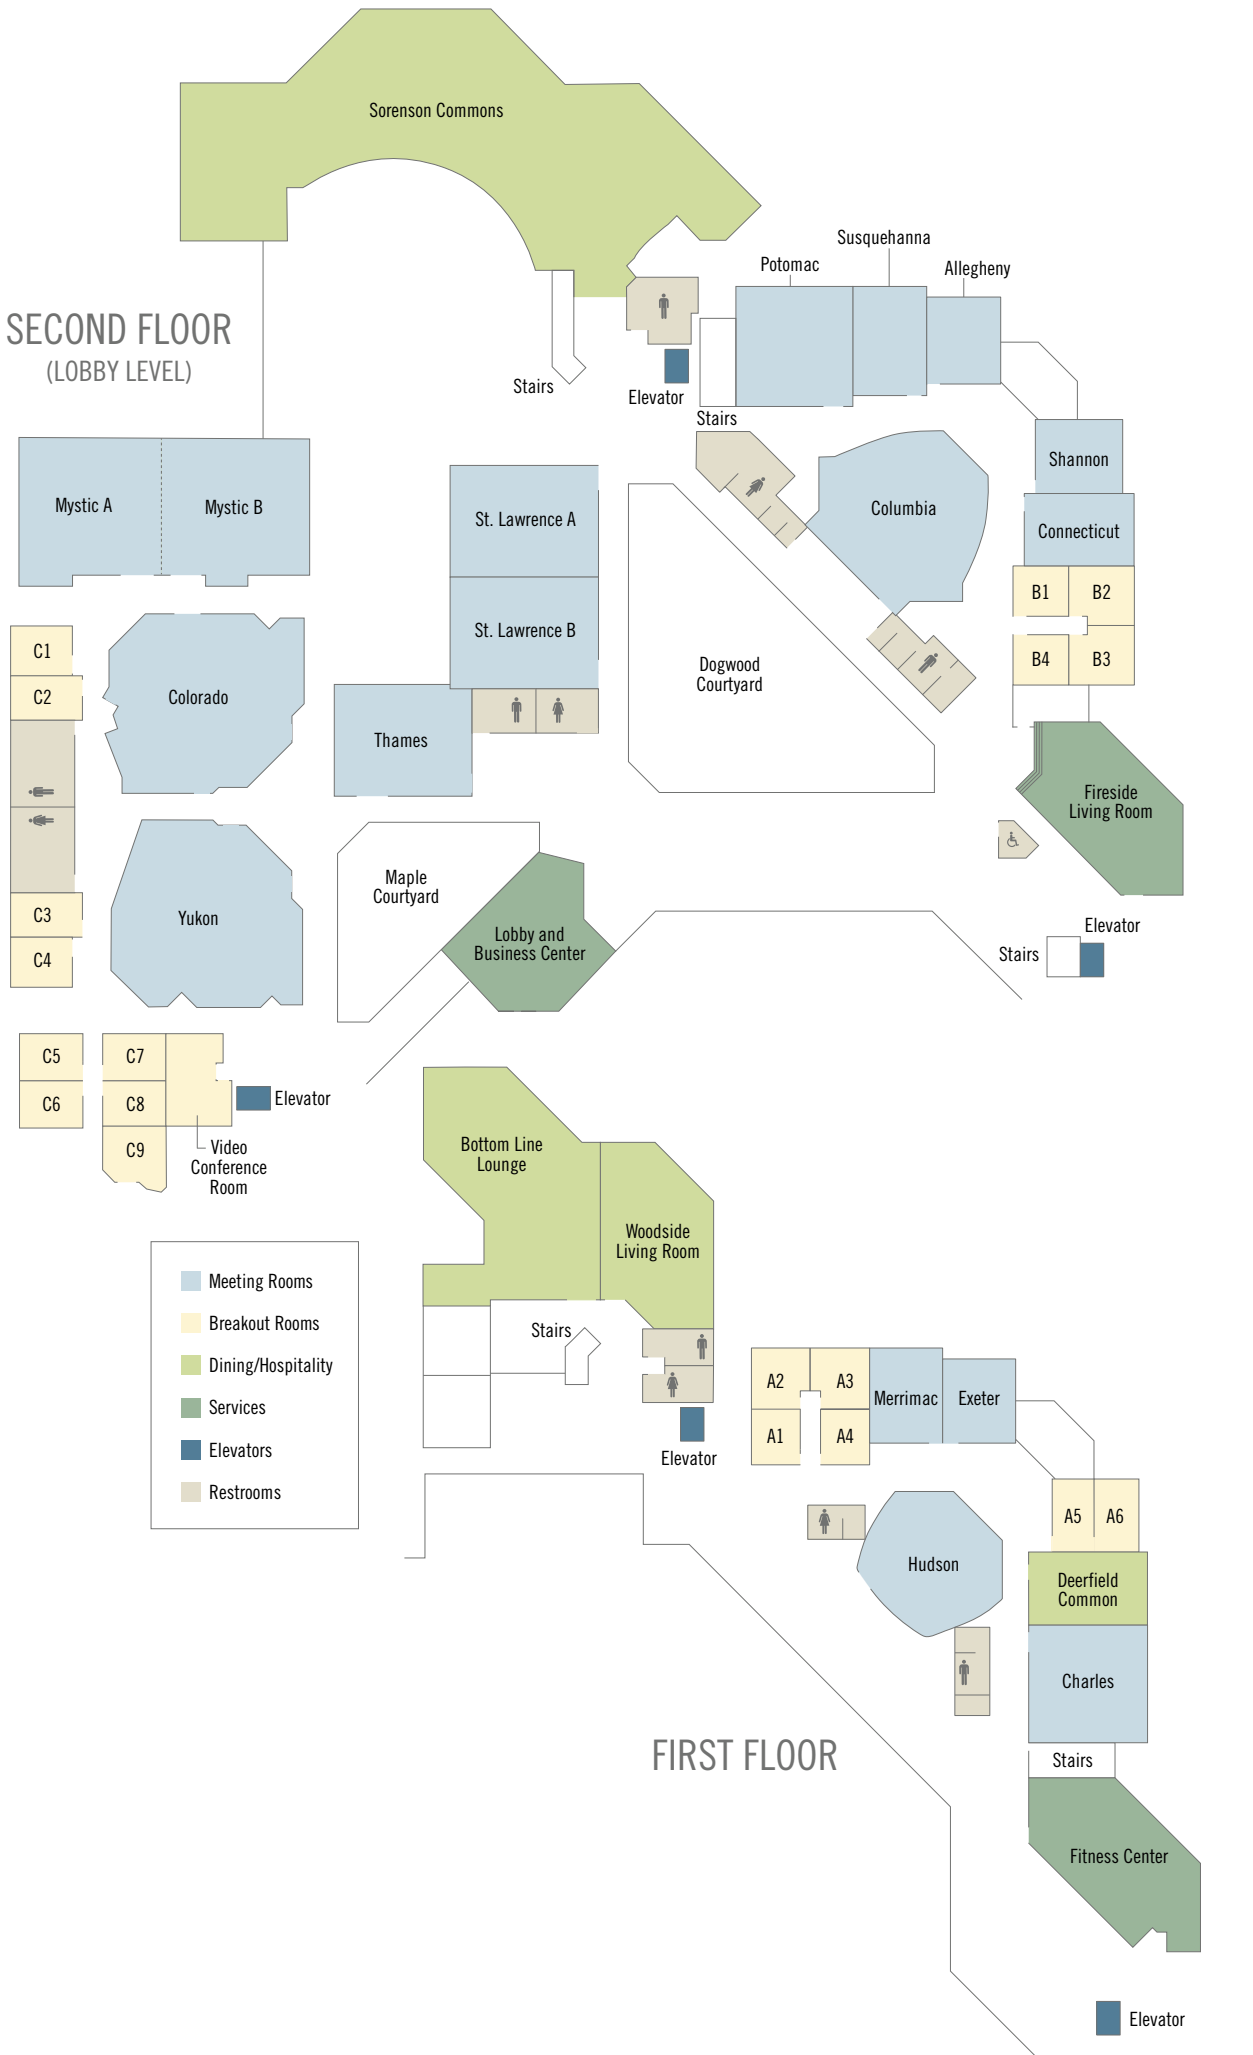 Sorenson Commons
Susquehanna
Potomac
Allegheny
SECOND FLOOR
(LOBBY LEVEL)
Stairs
Elevator
Stairs
Mystic A
Mystic B
St. Lawrence A
St. Lawrence B
Columbia
Shannon
Connecticut
B1
B2
B4
B3
C1
C2
Colorado
Dogwood
Courtyard
Thames
Fireside
Living Room
Maple
Courtyard
C3
C4
Yukon
Lobby and
Business Center
Elevator
Stairs
C5
C7
C6
C8
C9
Elevator
Video
Conference
Room
Bottom Line
Lounge
Woodside
Living Room
Stairs
Elevator
Meeting Rooms
Breakout Rooms
Dining/Hospitality
Services
Elevators
Restrooms
A2
A3
A1
A4
Merrimac
Exeter
A5
A6
Hudson
Deerfield
Common
Charles
FIRST FLOOR
Stairs
Fitness Center
Elevator